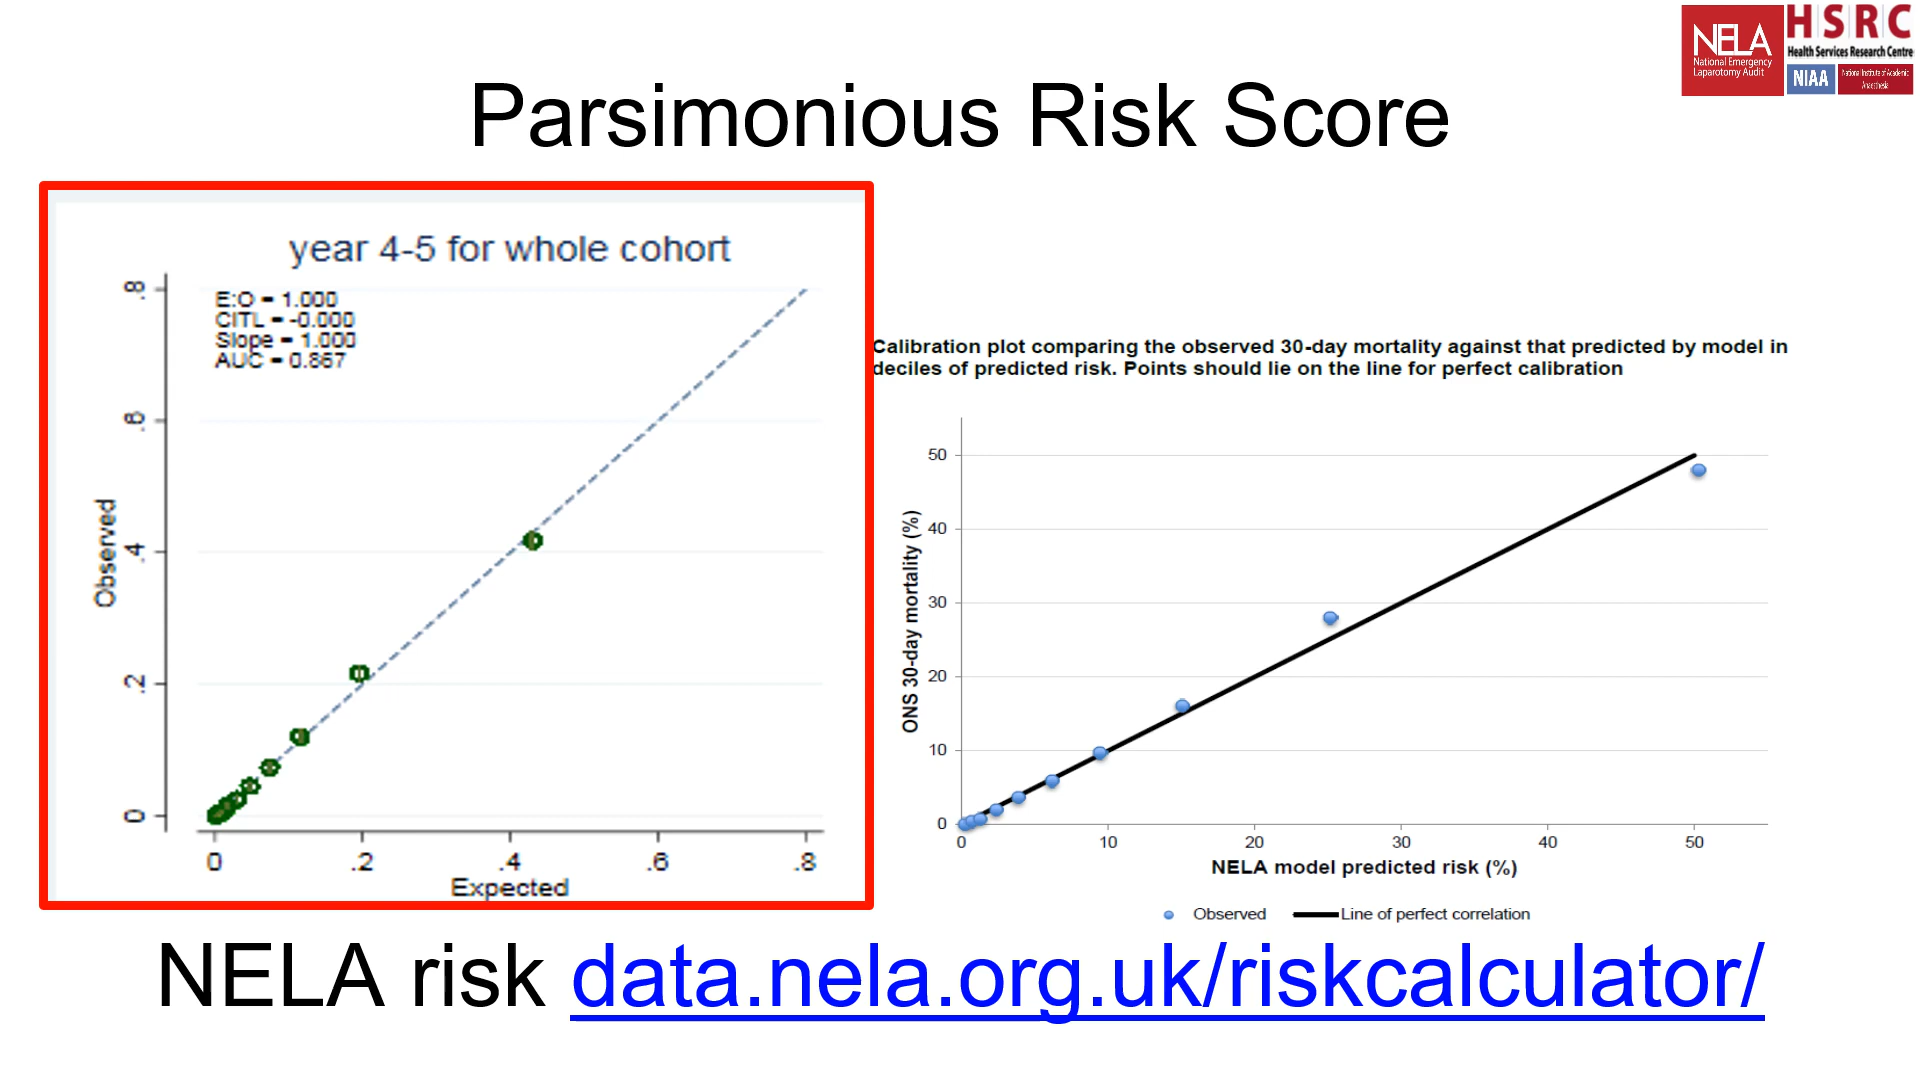 NELA
National Emergency
Laparotomy Audit
HSRC
Health Services Research Centre
NIAA
National Institute of Academic
Anaesthesia
Parsimonious Risk Score
year 4-5 for whole cohort
E:O = 1.000
CITL = -0.000
Slope = 1.000
AUC = 0.867
Observed
.8
.6
.4
.2
0
0 .2 .4 .6 .8
Expected
Calibration plot comparing the observed 30-day mortality against that predicted by model in
deciles of predicted risk. Points should lie on the line for perfect calibration
ONS 30-day mortality (%)
50
40
30
20
10
0
0 10 20 30 40 50
NELA model predicted risk (%)
Observed Line of perfect correlation
NELA risk data.nela.org.uk/riskcalculator/